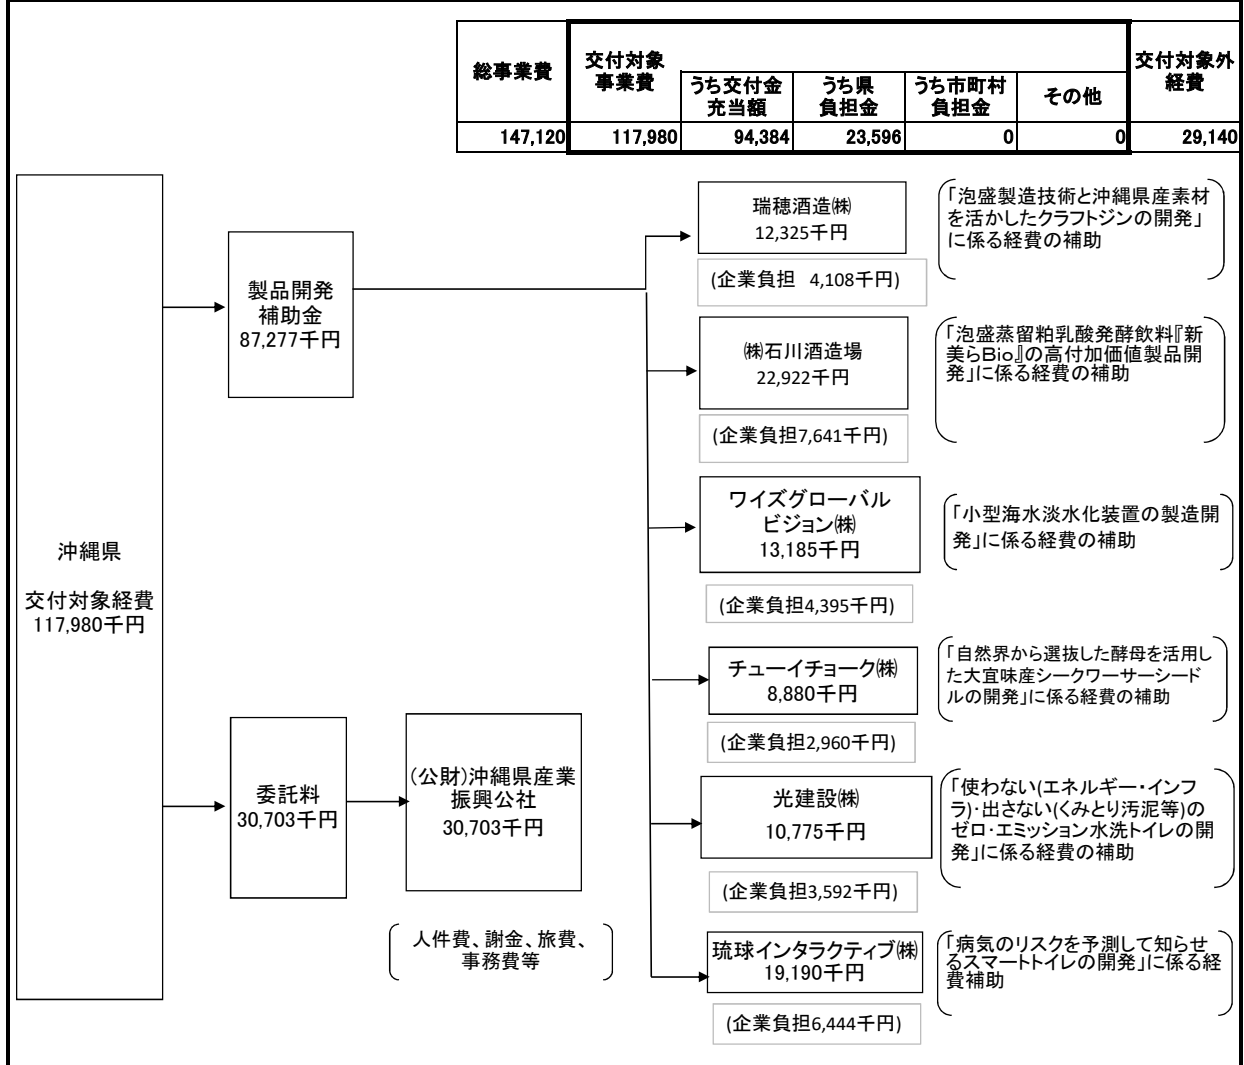 総事業費
交付対象
事業費
うち交付金
充当額
うち県
負担金
うち市町村
負担金
その他
交付対象外
経費
147,120
117,980
94,384
23,596
0
0
29,140
沖縄県
交付対象経費
117,980千円
製品開発
補助金
87,277千円
委託料
30,703千円
(公財)沖縄県産業
振興公社
30,703千円
人件費、謝金、旅費、
事務費等
瑞穂酒造㈱
12,325千円
(企業負担 4,108千円)
「泡盛製造技術と沖縄県産素材
を活かしたクラフトジンの開発」
に係る経費の補助
㈱石川酒造場
22,922千円
(企業負担7,641千円)
「泡盛蒸留粕乳酸発酵飲料『新
美らBio』の高付加価値製品開
発」に係る経費の補助
ワイズグローバル
ビジョン㈱
13,185千円
(企業負担4,395千円)
「小型海水淡水化装置の製造開
発」に係る経費の補助
チューイチョーク㈱
8,880千円
(企業負担2,960千円)
「自然界から選抜した酵母を活用し
た大宜味産シークワーサーシード
ルの開発」に係る経費の補助
光建設㈱
10,775千円
(企業負担3,592千円)
「使わない(エネルギー・インフ
ラ)・出さない(くみとり汚泥等)の
ゼロ・エミッション水洗トイレの開
発」に係る経費の補助
琉球インタラクティブ㈱
19,190千円
(企業負担6,444千円)
「病気のリスクを予測して知らせ
るスマートトイレの開発」に係る経
費補助